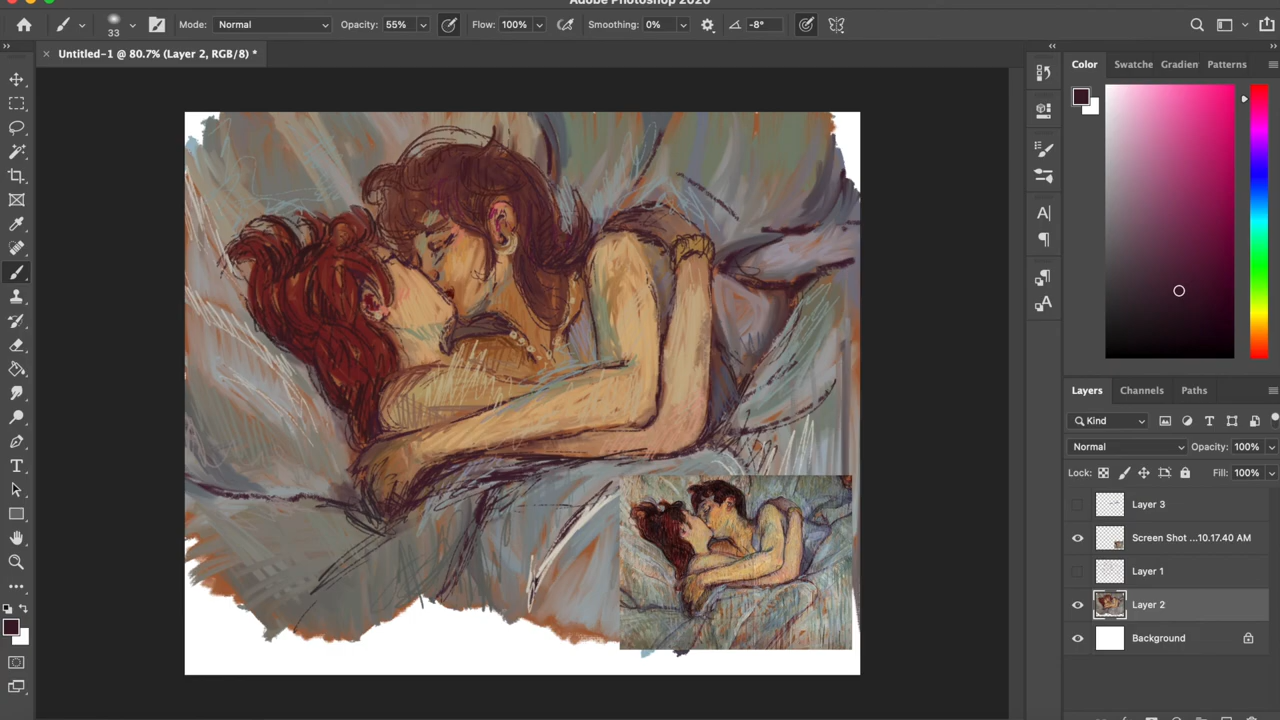 Adobe Photoshop 2020
33
Mode: Normal
Opacity: 55%
Flow: 100%
Smoothing: 0%
-8°
× Untitled-1 @ 80.7% (Layer 2, RGB/8) *
Color Swatche Gradien Patterns
Layers Channels Paths
Kind
Normal Opacity: 100%
Lock: Fill: 100%
Layer 3
Screen Shot ...10.17.40 AM
Layer 1
Layer 2
Background